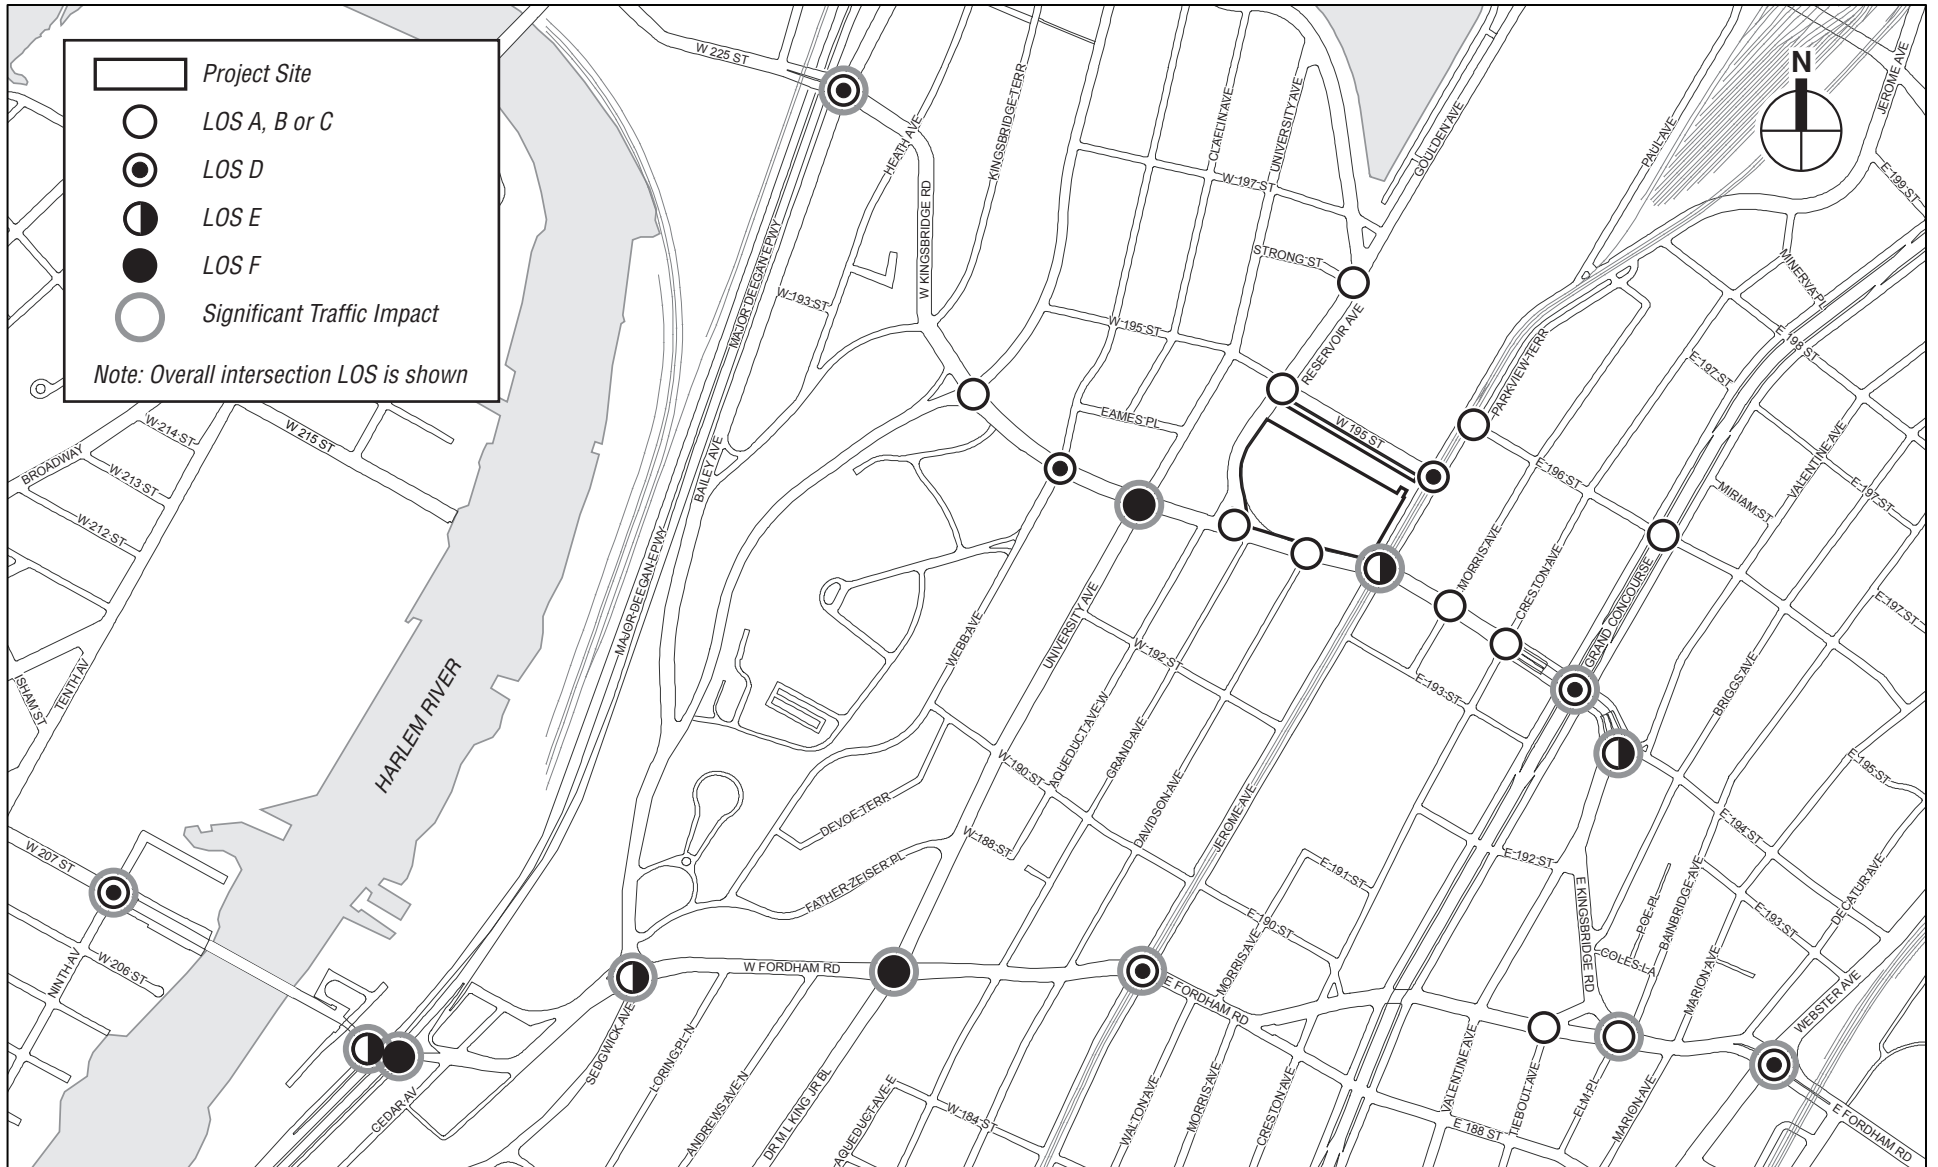 Project Site
LOS A, B or C
LOS D
LOS E
LOS F
Significant Traffic Impact
Note: Overall intersection LOS is shown
N
W 225 ST
HEATH AVE
KINGSBRIDGE TERR
W KINGSBRIDGE RD
CLAFLIN AVE
UNIVERSITY AVE
GOULDEN AVE
PAUL AVE
JEROME AVE
E 199 ST
W 197 ST
STRONG ST
MINERVA PL
MAJOR DEEGAN EPWY
W 193 ST
W 195 ST
RESERVOIR AVE
PARKVIEW TERR
E 198 ST
E 197 ST
EAMES PL
W 195 ST
E 196 ST
VALENTINE AVE
MIRIAM ST
E 197 ST
W 214 ST
W 215 ST
BROADWAY
W 213 ST
W 212 ST
BAILEY AVE
MAJOR DEEGAN EPWY
MORRIS AVE
CRESTON AVE
GRAND CONCOURSE
E 197 ST
WEBB AVE
UNIVERSITY AVE
W 192 ST
E 193 ST
BRIGGS AVE
ISHAM ST
TENTH AV
HARLEM RIVER
AQUEDUCT AVE W
GRAND AVE
W 190 ST
DAVIDSON AVE
JEROME AVE
E 195 ST
E 194 ST
DEVOE TERR
W 188 ST
FATHER ZEISER PL
E 191 ST
E 192 ST
E KINGSBRIDGE RD
POE PL
BAINBRIDGE AVE
DECATUR AVE
E 193 ST
W 207 ST
NINTH AV
W 206 ST
E 190 ST
MORRIS AVE
COLES LA
MARION AVE
WEBSTER AVE
W FORDHAM RD
E FORDHAM RD
SEDGWICK AVE
LORING PL N
ANDREWS AVE N
DR M L KING JR BL
AQUEDUCT AVE E
W 184 ST
WALTON AVE
MORRIS AVE
CRESTON AVE
VALENTINE AVE
E 188 ST
TIEBOUT AVE
ELM PL
MARION AVE
E FORDHAM RD
CEDAR AV